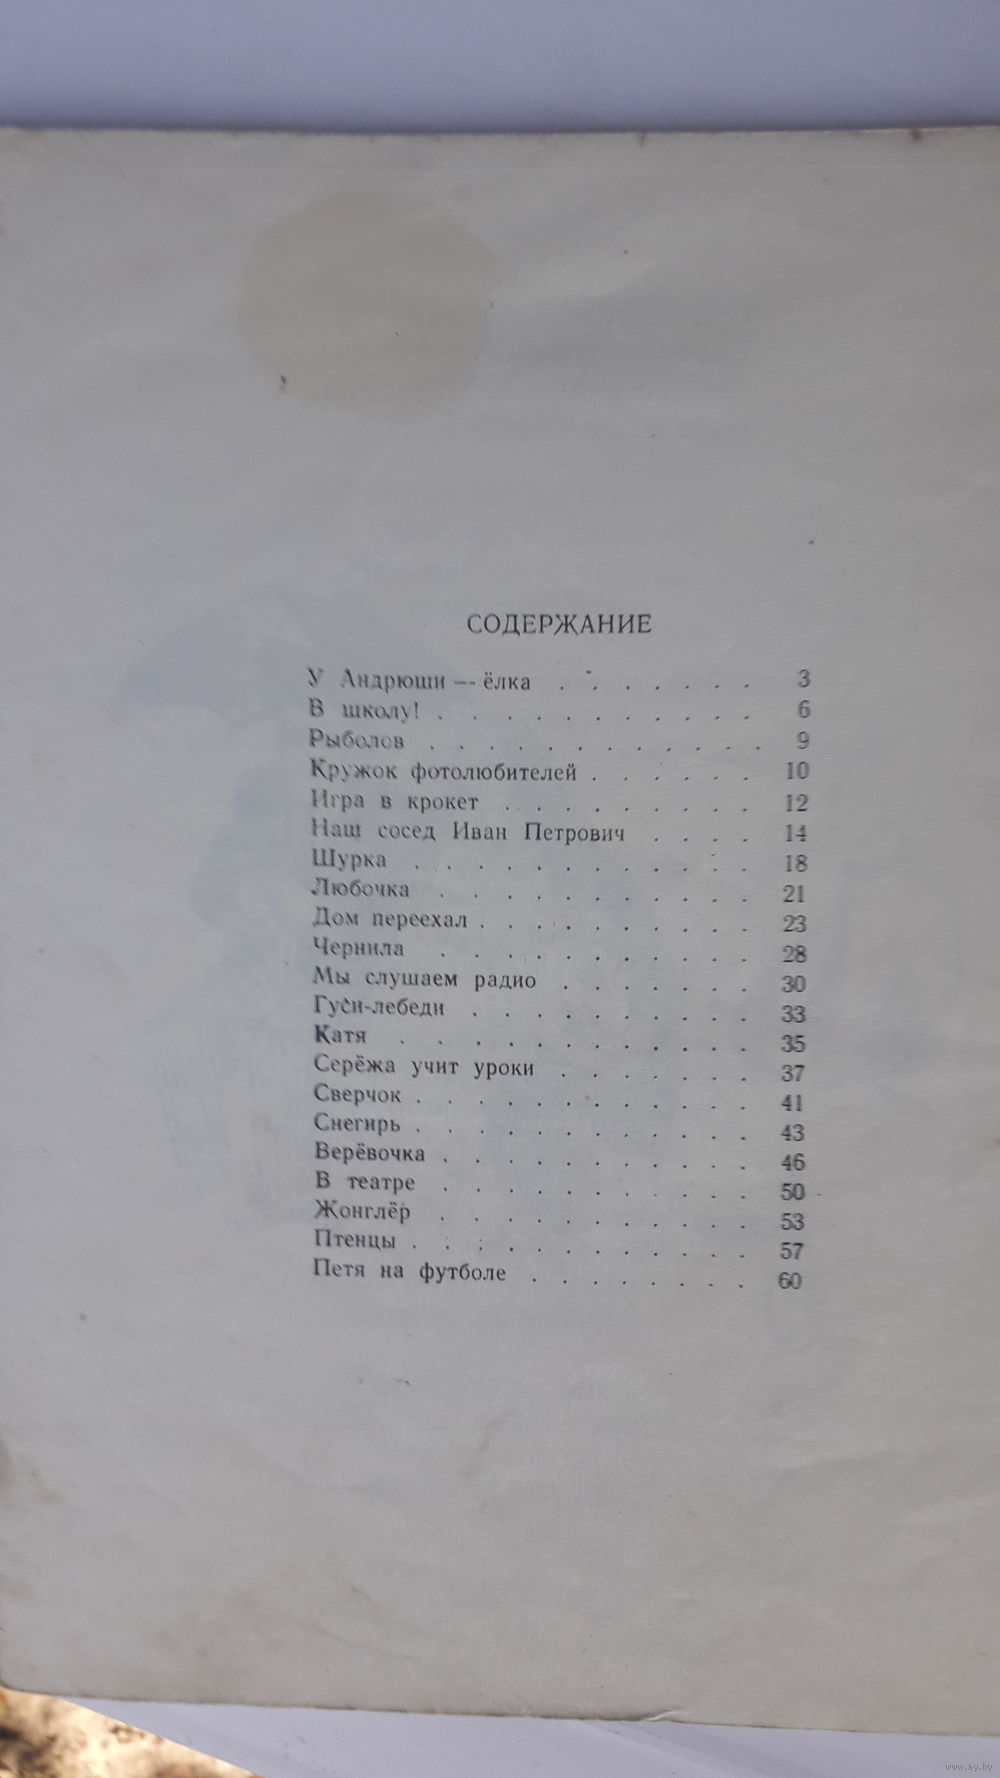 СОДЕРЖАНИЕ
У Андрюши — ёлка . . . . . . . 3
В школу! . . . . . . . . . . . 6
Рыболов . . . . . . . . . . . . 9
Кружок фотолюбителей . . . . . . 10
Игра в крокет . . . . . . . . . 12
Наш сосед Иван Петрович . . . . 14
Шурка . . . . . . . . . . . . 18
Любочка . . . . . . . . . . . 21
Дом переехал . . . . . . . . . . 23
Чернила . . . . . . . . . . . 28
Мы слушаем радио . . . . . . . 30
Гуси-лебеди . . . . . . . . . . 33
Катя . . . . . . . . . . . . 35
Серёжа учит уроки . . . . . . . 37
Сверчок . . . . . . . . . . . . 41
Снегирь . . . . . . . . . . . . 43
Верёвочка . . . . . . . . . . . 46
В театре . . . . . . . . . . . 50
Жонглёр . . . . . . . . . . . 53
Птенцы . . . . . . . . . . . . 57
Петя на футболе . . . . . . . . 60
www.ay.by